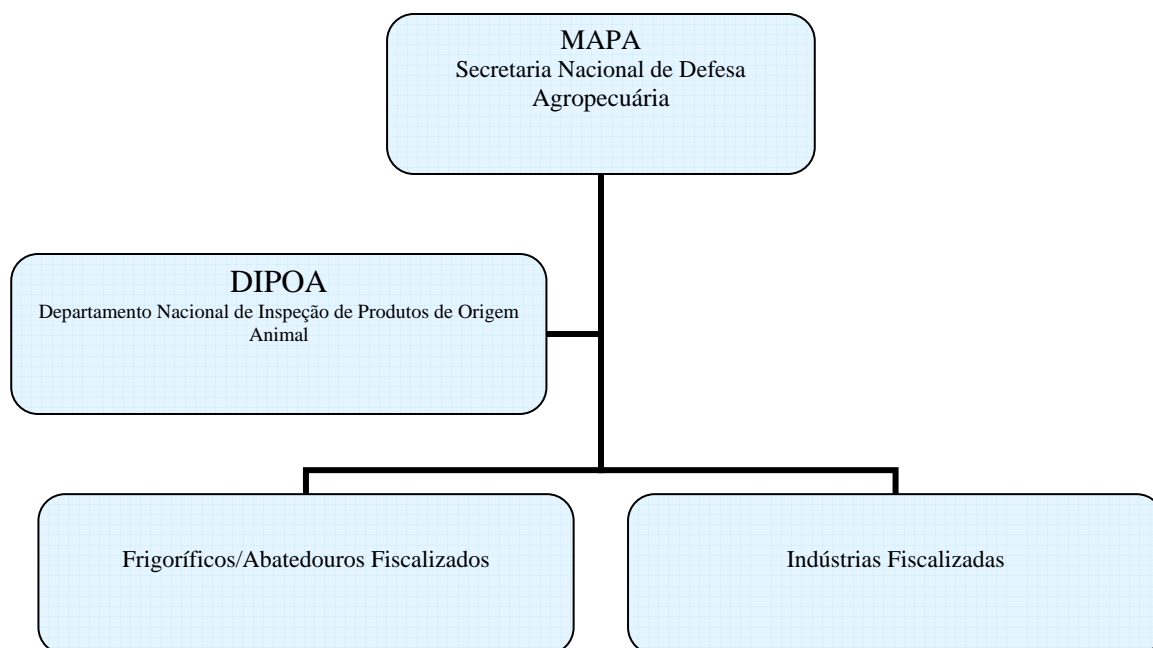 MAPA
Secretaria Nacional de Defesa
Agropecuária
DIPOA
Departamento Nacional de Inspeção de Produtos de Origem
Animal
Frigoríficos/Abatedouros Fiscalizados
Indústrias Fiscalizadas